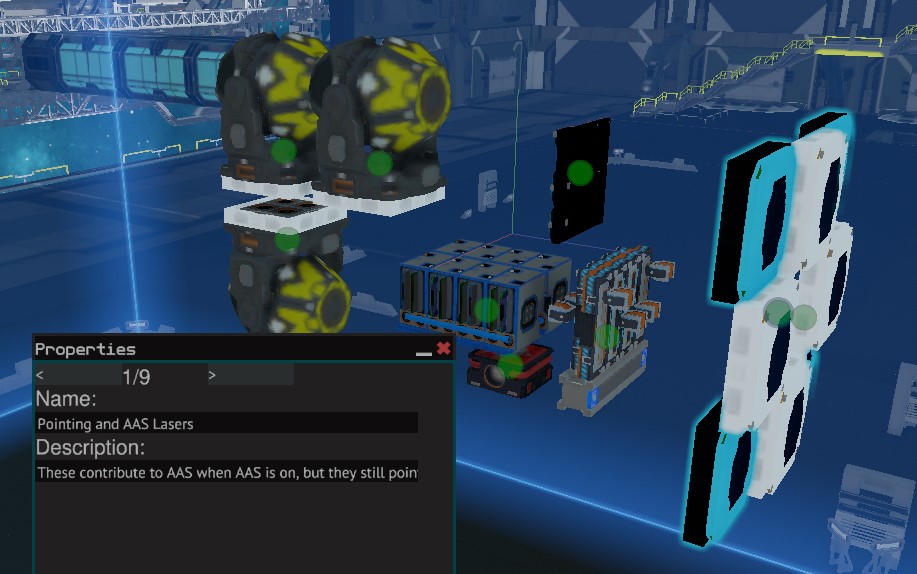 Properties
< 1/9 >
Name:
Pointing and AAS Lasers
Description:
These contribute to AAS when AAS is on, but they still poin